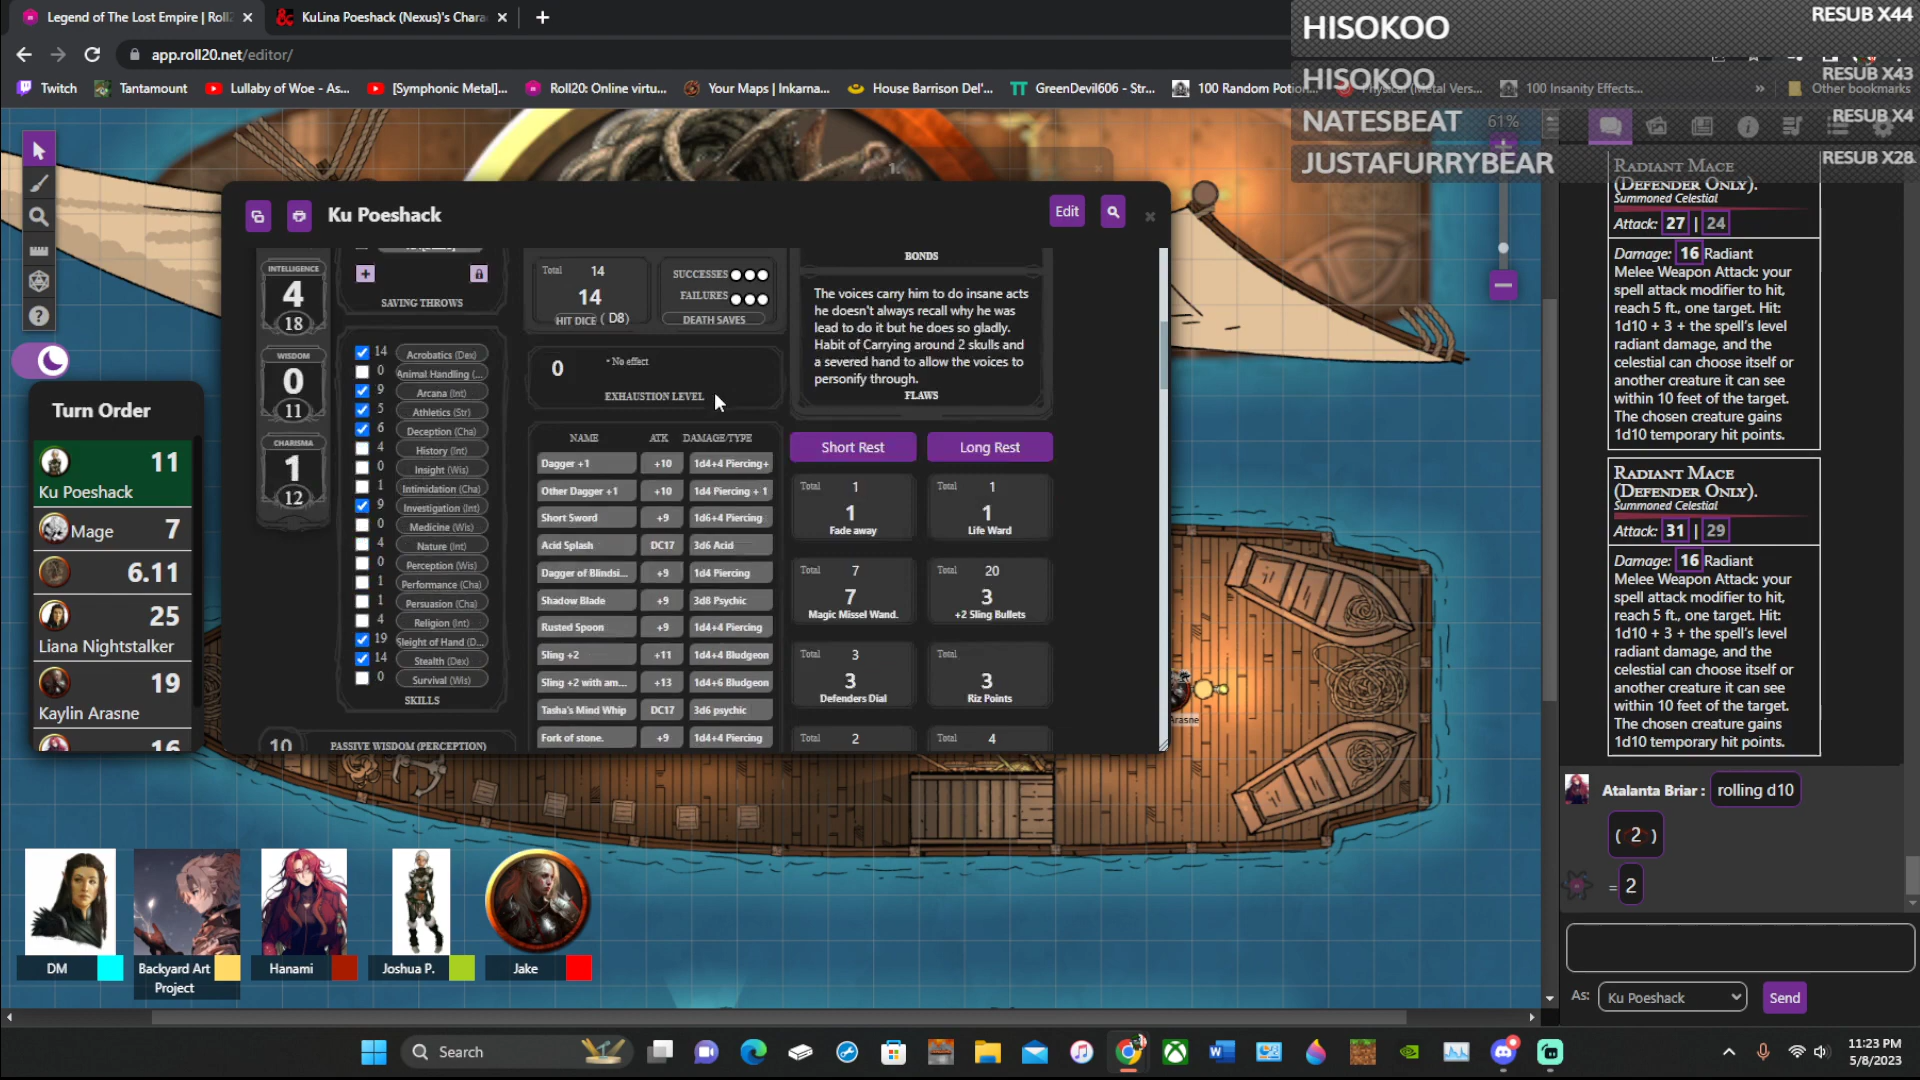 Legend of The Lost Empire | Roll2
KuLina Poeshack (Nexus)'s Chara
app.roll20.net/editor/
Twitch
Tantamount
Lullaby of Woe - As...
[Symphonic Metal]...
Roll20: Online virtu...
Your Maps | Inkarna...
House Barrison Del'...
GreenDevil606 - Str...
100 Random Potion...
Physical (Metal Vers...
100 Insanity Effects...
Other bookmarks
HISOKOO
RESUB X44
HISOKOO
RESUB X43
NATESBEAT
RESUB X4
JUSTAFURRYBEAR
RESUB X28
61%
Ku Poeshack
Edit
INTELLIGENCE
4
18
WISDOM
0
11
CHARISMA
1
12
SAVING THROWS
14 Acrobatics (Dex)
0 Animal Handling (...
9 Arcana (Int)
5 Athletics (Str)
6 Deception (Cha)
4 History (Int)
0 Insight (Wis)
1 Intimidation (Cha)
9 Investigation (Int)
0 Medicine (Wis)
4 Nature (Int)
0 Perception (Wis)
1 Performance (Cha)
1 Persuasion (Cha)
4 Religion (Int)
19 Sleight of Hand (D...
14 Stealth (Dex)
0 Survival (Wis)
SKILLS
10 PASSIVE WISDOM (PERCEPTION)
Total 14
14
HIT DICE ( D8)
SUCCESSES
FAILURES
DEATH SAVES
0
• No effect
EXHAUSTION LEVEL
NAME ATK DAMAGE/TYPE
Dagger +1 +10 1d4+4 Piercing+
Other Dagger +1 +10 1d4 Piercing + 1
Short Sword +9 1d6+4 Piercing
Acid Splash DC17 3d6 Acid
Dagger of Blindsi... +9 1d4 Piercing
Shadow Blade +9 3d8 Psychic
Rusted Spoon +9 1d4+4 Piercing
Sling +2 +11 1d4+4 Bludgeon
Sling +2 with am... +13 1d4+6 Bludgeon
Tasha's Mind Whip DC17 3d6 psychic
Fork of stone. +9 1d4+4 Piercing
BONDS
The voices carry him to do insane acts
he doesn't always recall why he was
lead to do it but he does so gladly.
Habit of Carrying around 2 skulls and
a severed hand to allow the voices to
personify through.
FLAWS
Short Rest
Long Rest
Total 1
1
Fade away
Total 1
1
Life Ward
Total 7
7
Magic Missel Wand.
Total 20
3
+2 Sling Bullets
Total 3
3
Defenders Dial
Total
3
Riz Points
Total 2
Total 4
Turn Order
11
Ku Poeshack
Mage 7
6.11
25
Liana Nightstalker
19
Kaylin Arasne
16
Arasne
DM
Backyard Art
Project
Hanami
Joshua P.
Jake
RADIANT MACE
(DEFENDER ONLY).
Summoned Celestial
Attack: 27 | 24
Damage: 16 Radiant
Melee Weapon Attack: your
spell attack modifier to hit,
reach 5 ft., one target. Hit:
1d10 + 3 + the spell's level
radiant damage, and the
celestial can choose itself or
another creature it can see
within 10 feet of the target.
The chosen creature gains
1d10 temporary hit points.
RADIANT MACE
(DEFENDER ONLY).
Summoned Celestial
Attack: 31 | 29
Damage: 16 Radiant
Melee Weapon Attack: your
spell attack modifier to hit,
reach 5 ft., one target. Hit:
1d10 + 3 + the spell's level
radiant damage, and the
celestial can choose itself or
another creature it can see
within 10 feet of the target.
The chosen creature gains
1d10 temporary hit points.
Atalanta Briar : rolling d10
( 2 )
= 2
As: Ku Poeshack
Send
Search
11:23 PM
5/8/2023